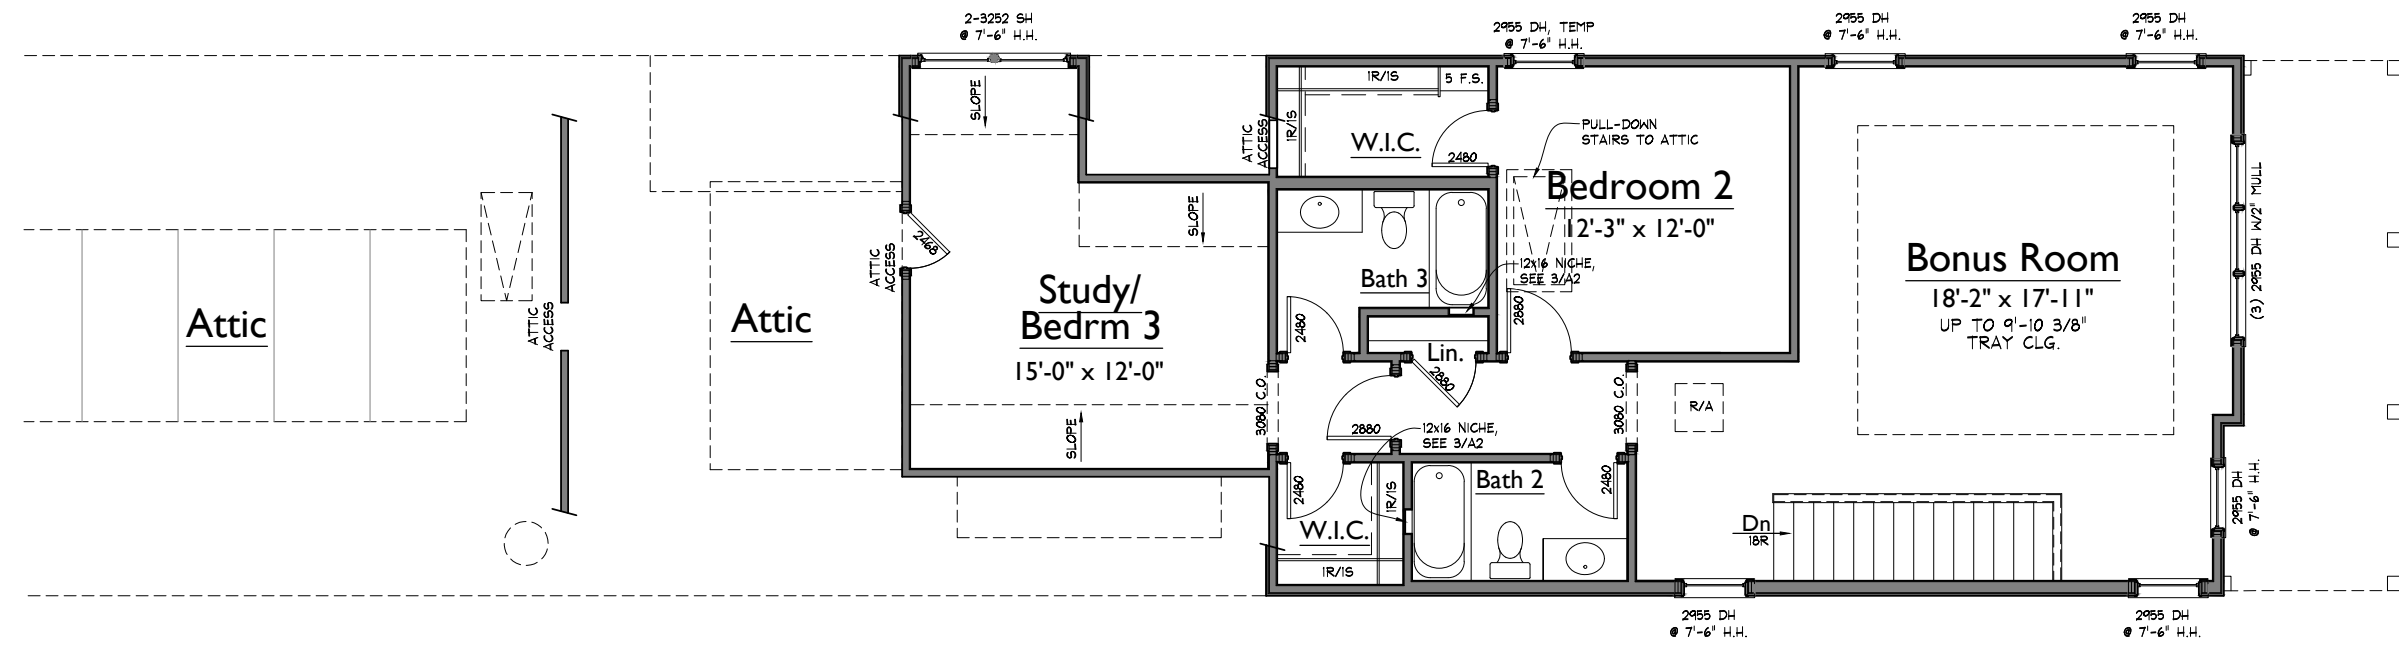 2-3252 SH
@ 7'-6" H.H.
2955 DH, TEMP
@ 7'-6" H.H.
2955 DH
@ 7'-6" H.H.
2955 DH
@ 7'-6" H.H.
SLOPE
ATTIC
ACCESS
1R/1S
5 F.S.
1R/1S
W.I.C.
2480
PULL-DOWN
STAIRS TO ATTIC
Bedroom 2
12'-3" x 12'-0"
(3) 2955 DH W/2" MULL
SLOPE
2468
ATTIC
ACCESS
Bath 3
12x16 NICHE,
SEE 3/A2
Bonus Room
18'-2" x 17'-11"
UP TO 9'-10 3/8"
TRAY CLG.
Attic
ATTIC
ACCESS
Attic
Study/
Bedrm 3
15'-0" x 12'-0"
2480
2880
Lin.
2880
3080 C.O.
3080 C.O.
R/A
SLOPE
2880
12x16 NICHE,
SEE 3/A2
2480
1R/1S
Bath 2
2480
W.I.C.
1R/1S
Dn
18R
2955 DH
@ 7'-6" H.H.
2955 DH
@ 7'-6" H.H.
2955 DH
@ 7'-6" H.H.